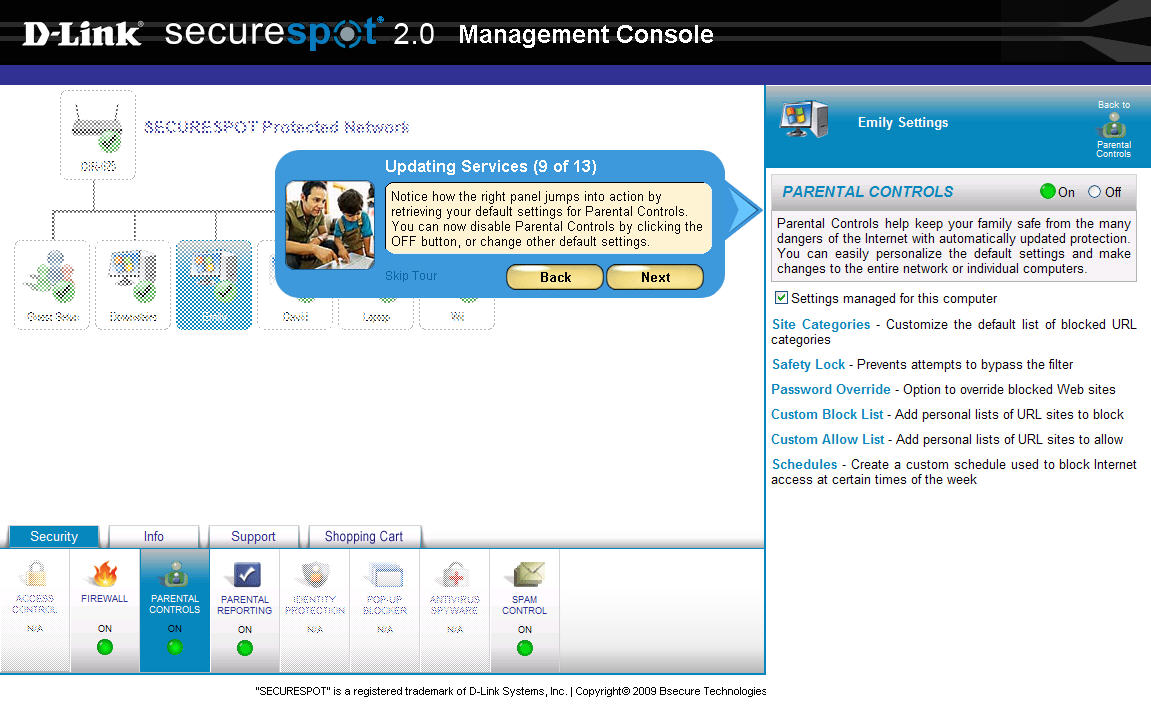 D-Link® securespot® 2.0 Management Console
SECURESPOT Protected Network
Updating Services (9 of 13)
Notice how the right panel jumps into action by
retrieving your default settings for Parental Controls.
You can now disable Parental Controls by clicking the
OFF button, or change other default settings.
Skip Tour
Back
Next
Guest Setup
Downstairs
Emily
David
Laptop
Wii
Emily Settings
Back to
Parental
Controls
PARENTAL CONTROLS
On
Off
Parental Controls help keep your family safe from the many
dangers of the Internet with automatically updated protection.
You can easily personalize the default settings and make
changes to the entire network or individual computers.
Settings managed for this computer
Site Categories - Customize the default list of blocked URL
categories
Safety Lock - Prevents attempts to bypass the filter
Password Override - Option to override blocked Web sites
Custom Block List - Add personal lists of URL sites to block
Custom Allow List - Add personal lists of URL sites to allow
Schedules - Create a custom schedule used to block Internet
access at certain times of the week
Security
Info
Support
Shopping Cart
ACCESS
CONTROL
N/A
FIREWALL
ON
PARENTAL
CONTROLS
ON
PARENTAL
REPORTING
ON
IDENTITY
PROTECTION
N/A
POP-UP
BLOCKER
N/A
ANTIVIRUS
SPYWARE
N/A
SPAM
CONTROL
ON
"SECURESPOT" is a registered trademark of D-Link Systems, Inc. | Copyright© 2009 Bsecure Technologies